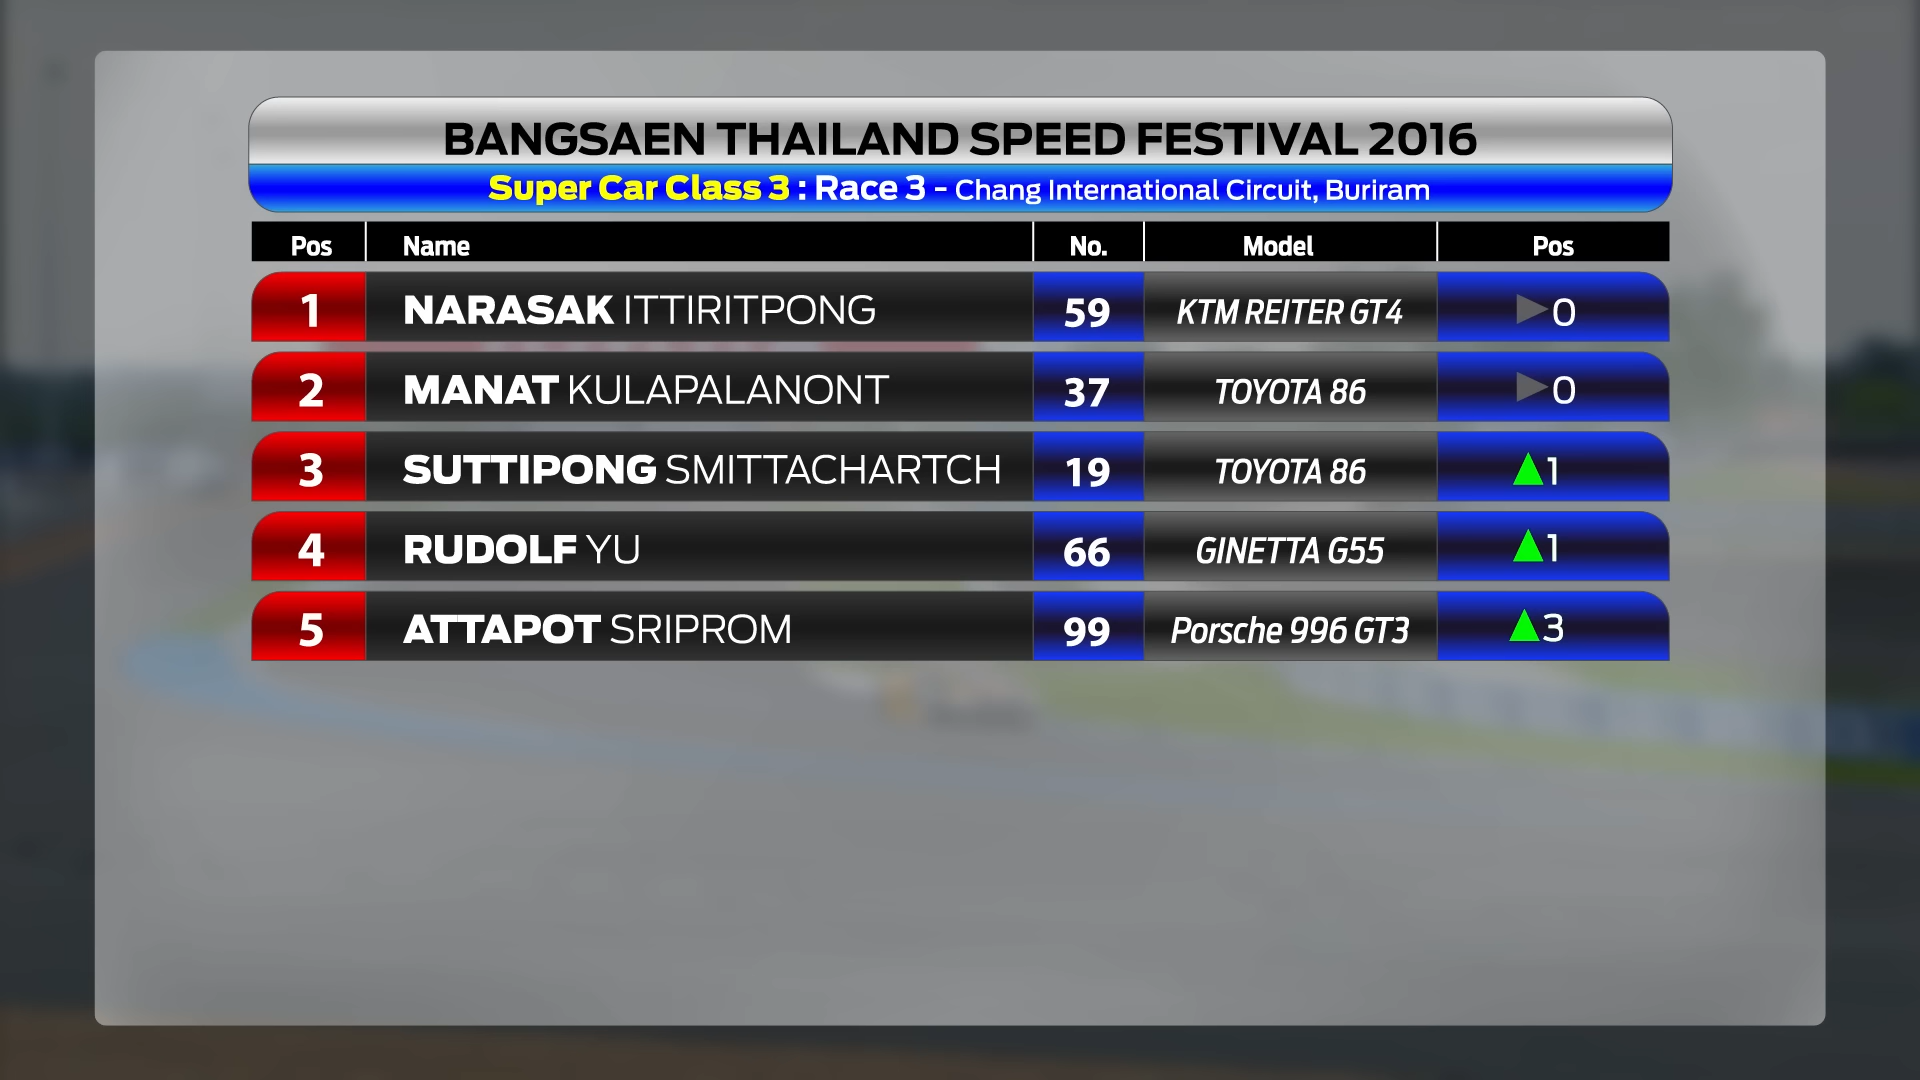 BANGSAEN THAILAND SPEED FESTIVAL 2016
Super Car Class 3 : Race 3 - Chang International Circuit, Buriram
Pos Name No. Model Pos
1 NARASAK ITTIRITPONG 59 KTM REITER GT4 ▶0
2 MANAT KULAPALANONT 37 TOYOTA 86 ▶0
3 SUTTIPONG SMITTACHARTCH 19 TOYOTA 86 ▲1
4 RUDOLF YU 66 GINETTA G55 ▲1
5 ATTAPOT SRIPROM 99 Porsche 996 GT3 ▲3